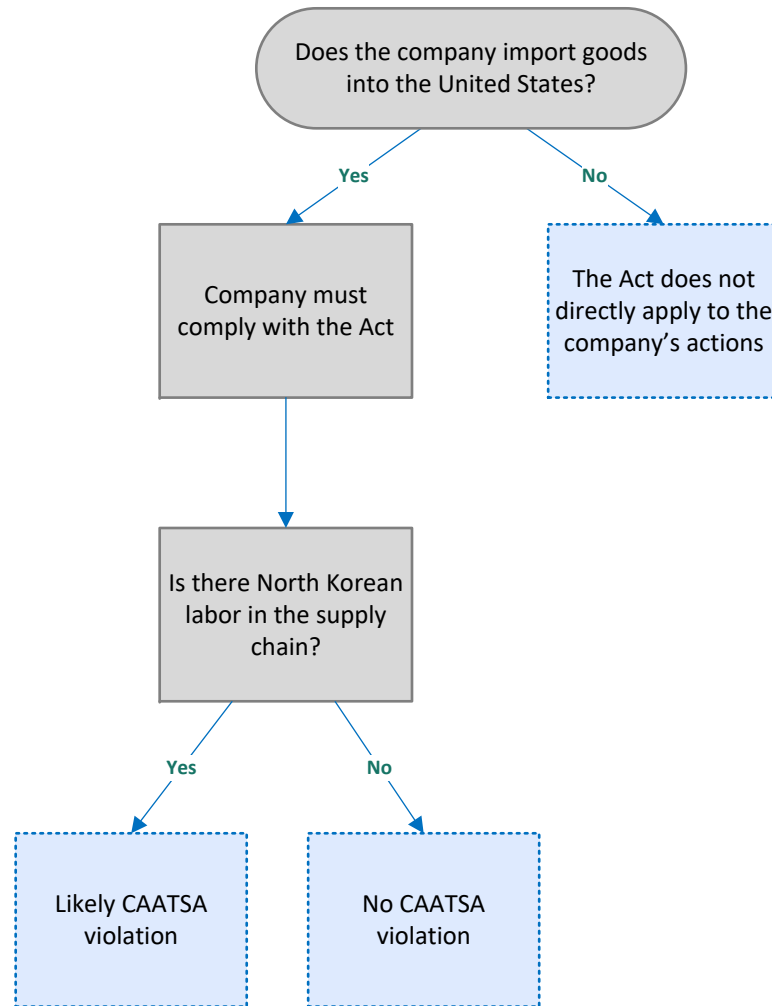 Does the company import goods
into the United States?
Yes
No
Company must
comply with the Act
The Act does not
directly apply to the
company’s actions
Is there North Korean
labor in the supply
chain?
Yes
No
Likely CAATSA
violation
No CAATSA
violation